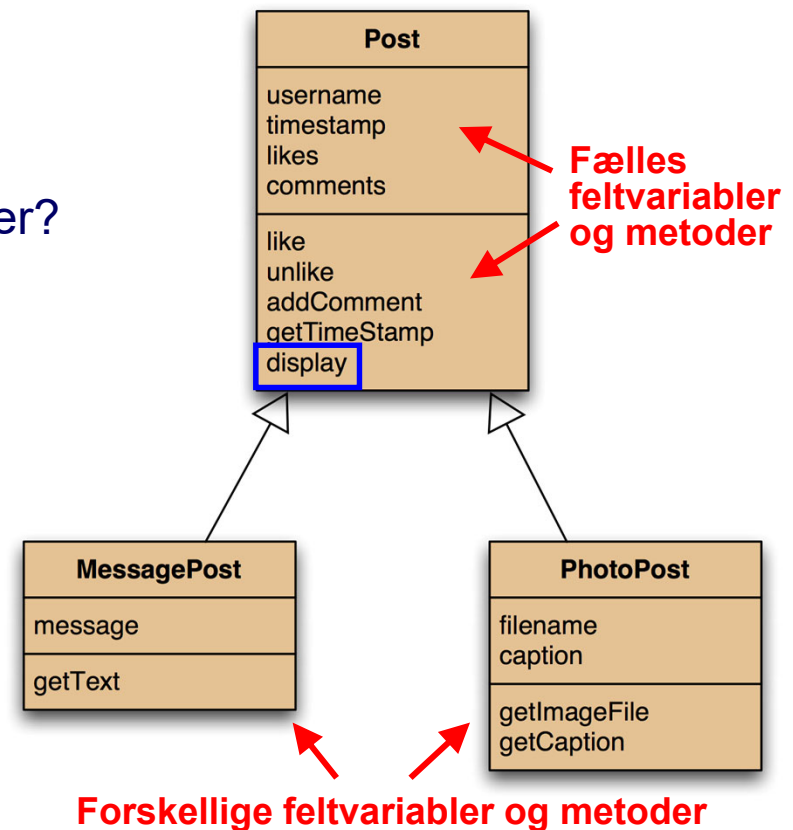 Post
username
timestamp
likes
comments
like
unlike
addComment
getTimeStamp
display
Fælles
feltvariabler
og metoder
er?
MessagePost
message
getText
PhotoPost
filename
caption
getImageFile
getCaption
Forskellige feltvariabler og metoder